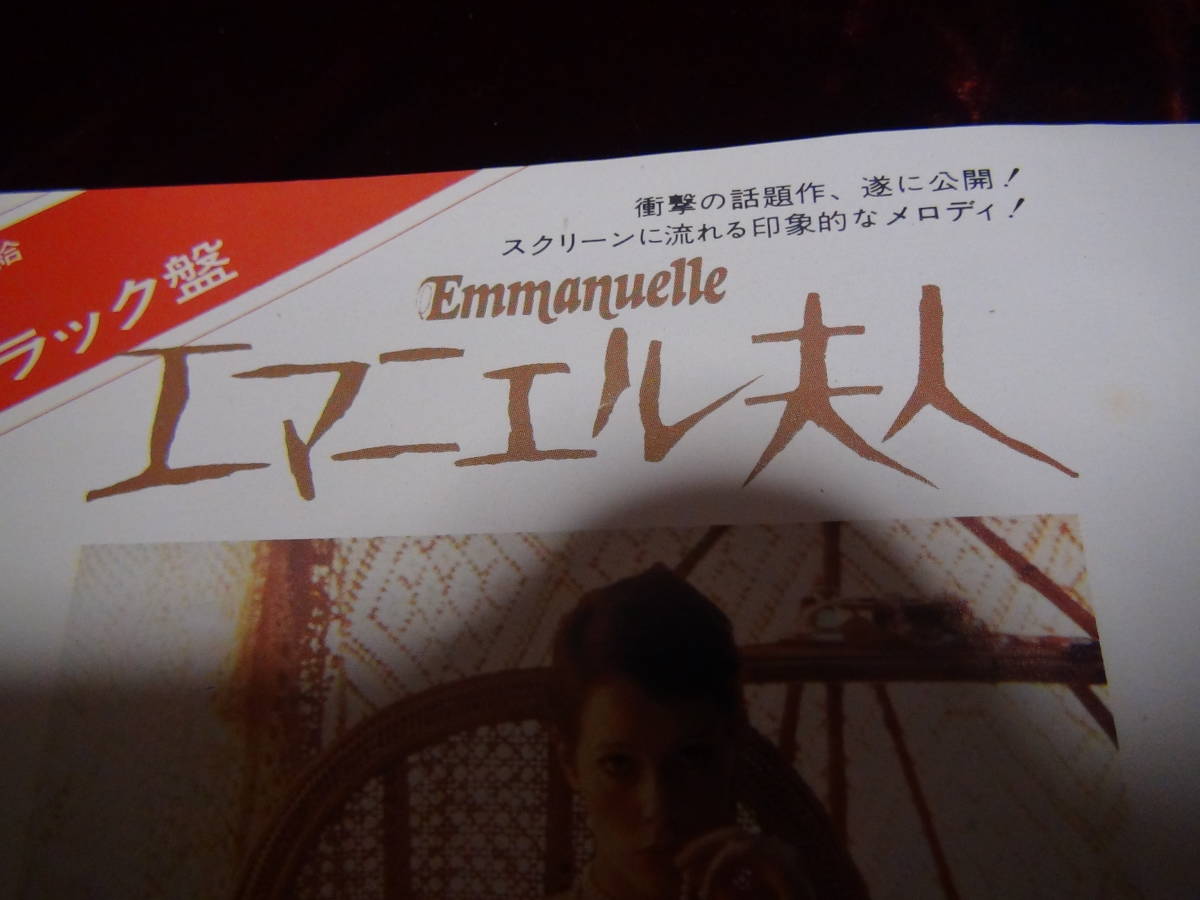 給
ラック盤
衝撃の話題作、遂に公開！
スクリーンに流れる印象的なメロディ！
Emmanuelle
エマニエル夫人